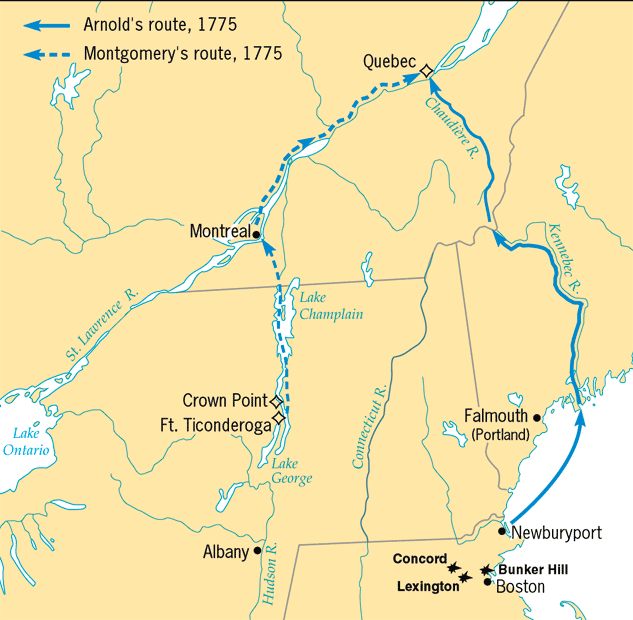 Arnold's route, 1775
Montgomery's route, 1775
Quebec
Chaudière R.
Kennebec R.
Montreal
St. Lawrence R.
Lake
Champlain
Crown Point
Ft. Ticonderoga
Connecticut R.
Falmouth
(Portland)
Lake
Ontario
Lake
George
Newburyport
Albany
Hudson R.
Concord
Bunker Hill
Lexington
Boston